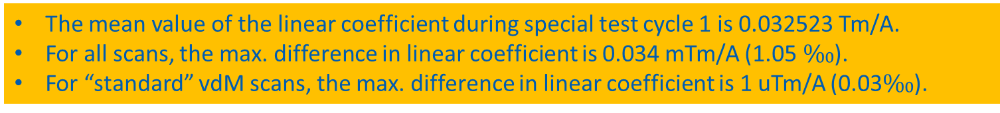 • The mean value of the linear coefficient during special test cycle 1 is 0.032523 Tm/A.
• For all scans, the max. difference in linear coefficient is 0.034 mTm/A (1.05 ‰).
• For “standard” vdM scans, the max. difference in linear coefficient is 1 uTm/A (0.03‰).